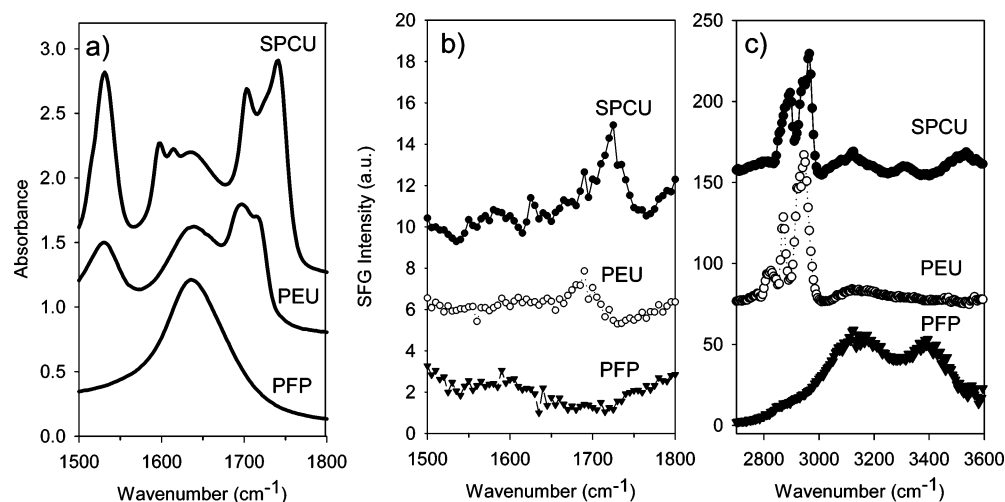 a)
SPCU
PEU
PFP
3.0
2.5
2.0
1.5
1.0
0.5
0.0
Absorbance
1500 1600 1700 1800
Wavenumber (cm-1)
b)
SPCU
PEU
PFP
20
18
16
14
12
10
8
6
4
2
0
SFG Intensity (a.u.)
1500 1600 1700 1800
Wavenumber (cm-1)
c)
SPCU
PEU
PFP
250
200
150
100
50
0
2800 3000 3200 3400 3600
Wavenumber (cm-1)